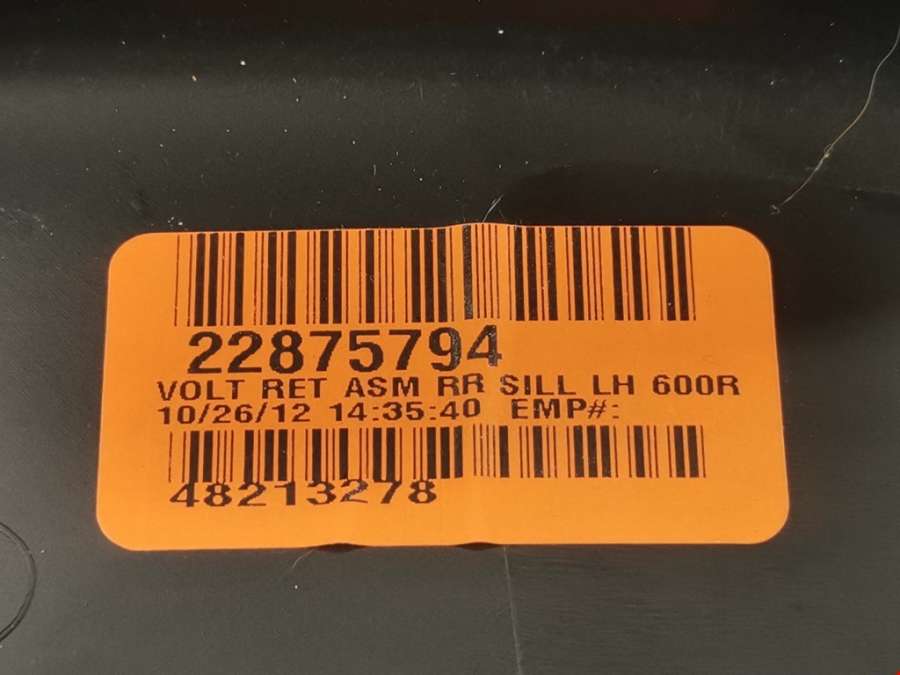 22875794
VOLT RET ASM RR SILL LH 600R
10/26/12 14:35:40 EMP#:
48213278